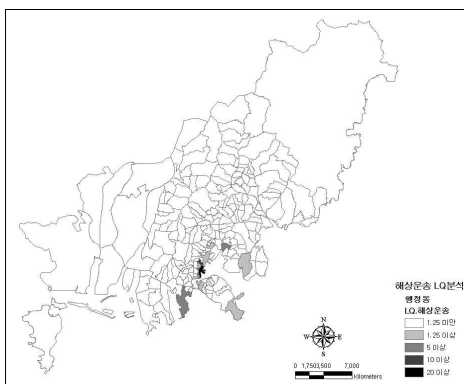 해상운송 LQ분석
행정동
LQ.해상운송
1.25 미만
1.25 이상
5 이상
10 이상
20 이상
N
W
E
S
0 1,7503,500 7,000
Kilometers